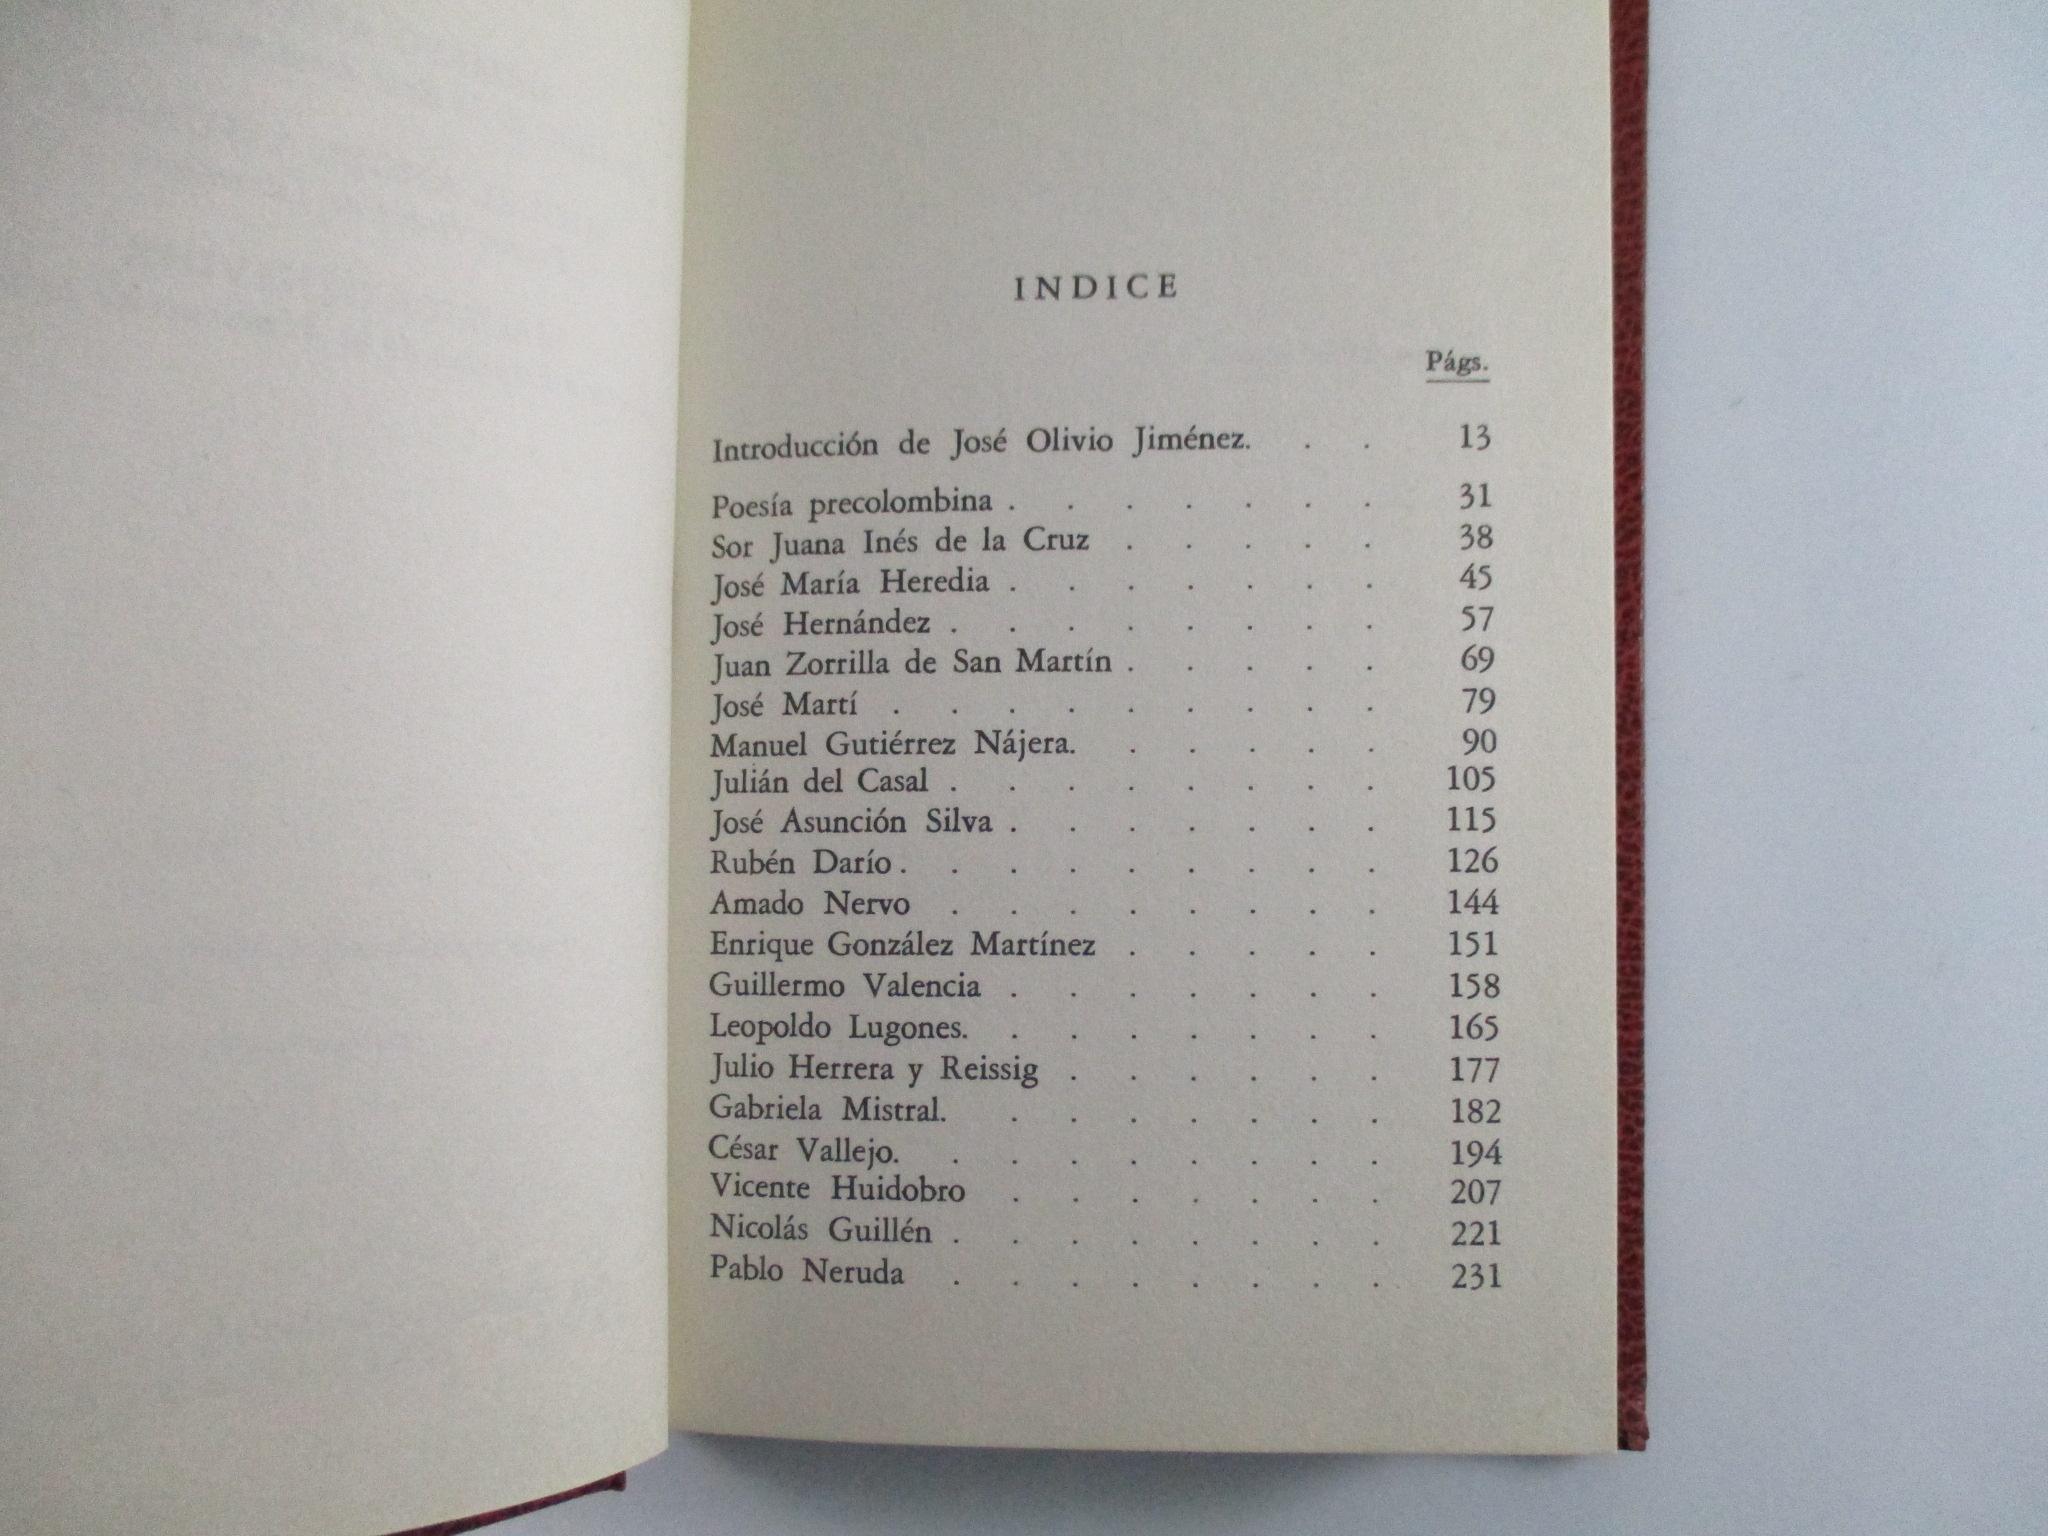 INDICE
Págs.
Introducción de José Olivio Jiménez. . . 13
Poesía precolombina . . . . . . . 31
Sor Juana Inés de la Cruz . . . . . 38
José María Heredia . . . . . . . 45
José Hernández . . . . . . . . 57
Juan Zorrilla de San Martín . . . . . 69
José Martí . . . . . . . . . 79
Manuel Gutiérrez Nájera. . . . . . 90
Julián del Casal . . . . . . . . 105
José Asunción Silva . . . . . . . 115
Rubén Darío . . . . . . . . . 126
Amado Nervo . . . . . . . . 144
Enrique González Martínez . . . . . 151
Guillermo Valencia . . . . . . . 158
Leopoldo Lugones. . . . . . . . 165
Julio Herrera y Reissig . . . . . . 177
Gabriela Mistral. . . . . . . . 182
César Vallejo. . . . . . . . . 194
Vicente Huidobro . . . . . . . 207
Nicolás Guillén . . . . . . . . 221
Pablo Neruda . . . . . . . . 231